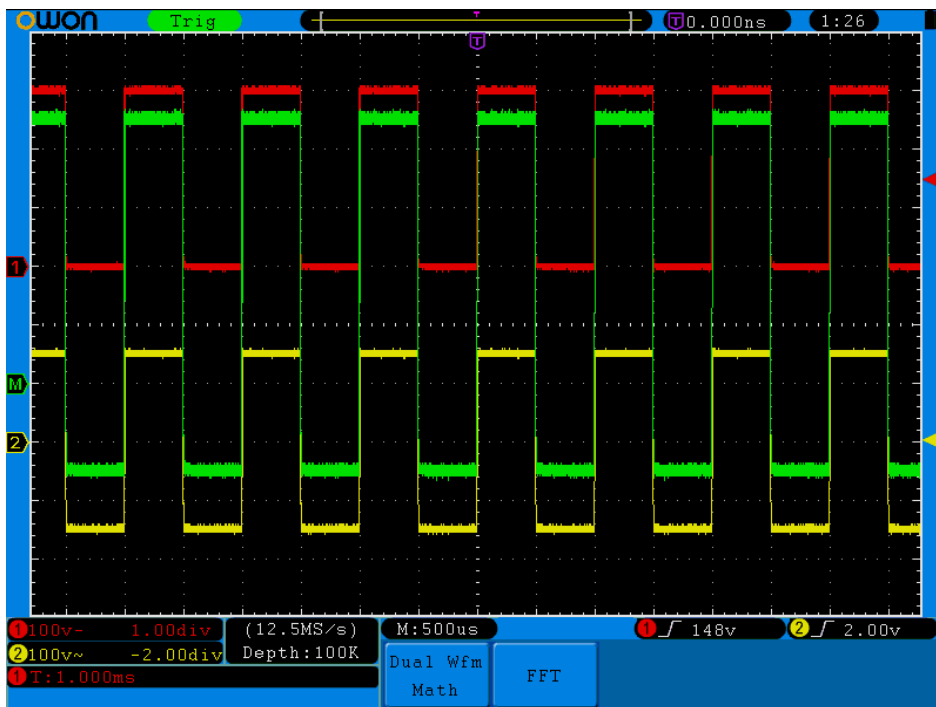 owon Trig T T 0.000ns 1:26
T
1
M
2
1 100v- 1.00div (12.5MS/s) M:500us 1 148v 2 2.00v
2 100v~ -2.00div Depth:100K
1 T:1.000ms
Dual Wfm
Math
FFT